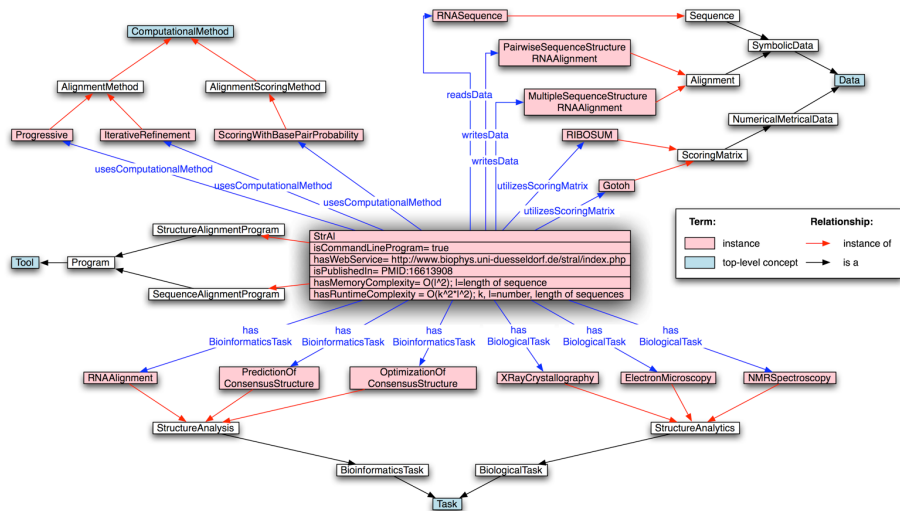 RNASequence
Sequence
ComputationalMethod
SymbolicData
PairwiseSequenceStructure
RNAAlignment
Alignment
Data
AlignmentMethod
AlignmentScoringMethod
readsData
MultipleSequenceStructure
RNAAlignment
NumericalMetricalData
writesData
Progressive
IterativeRefinement
ScoringWithBasePairProbability
RIBOSUM
writesData
ScoringMatrix
usesComputationalMethod
usesComputationalMethod
usesComputationalMethod
utilizesScoringMatrix
Gotoh
utilizesScoringMatrix
Term:
Relationship:
instance
instance of
top-level concept
is a
StructureAlignmentProgram
Tool
Program
SequenceAlignmentProgram
StrAl
isCommandLineProgram= true
hasWebService= http://www.biophys.uni-duesseldorf.de/stral/index.php
isPublishedIn= PMID:16613908
hasMemoryComplexity= O(l^2); l=length of sequence
hasRuntimeComplexity = O(k^2*l^2); k, l=number, length of sequences
has
BioinformaticsTask
has
BioinformaticsTask
has
BioinformaticsTask
has
BiologicalTask
has
BiologicalTask
has
BiologicalTask
RNAAlignment
PredictionOf
ConsensusStructure
OptimizationOf
ConsensusStructure
XRayCrystallography
ElectronMicroscopy
NMRSpectroscopy
StructureAnalysis
StructureAnalytics
BioinformaticsTask
BiologicalTask
Task